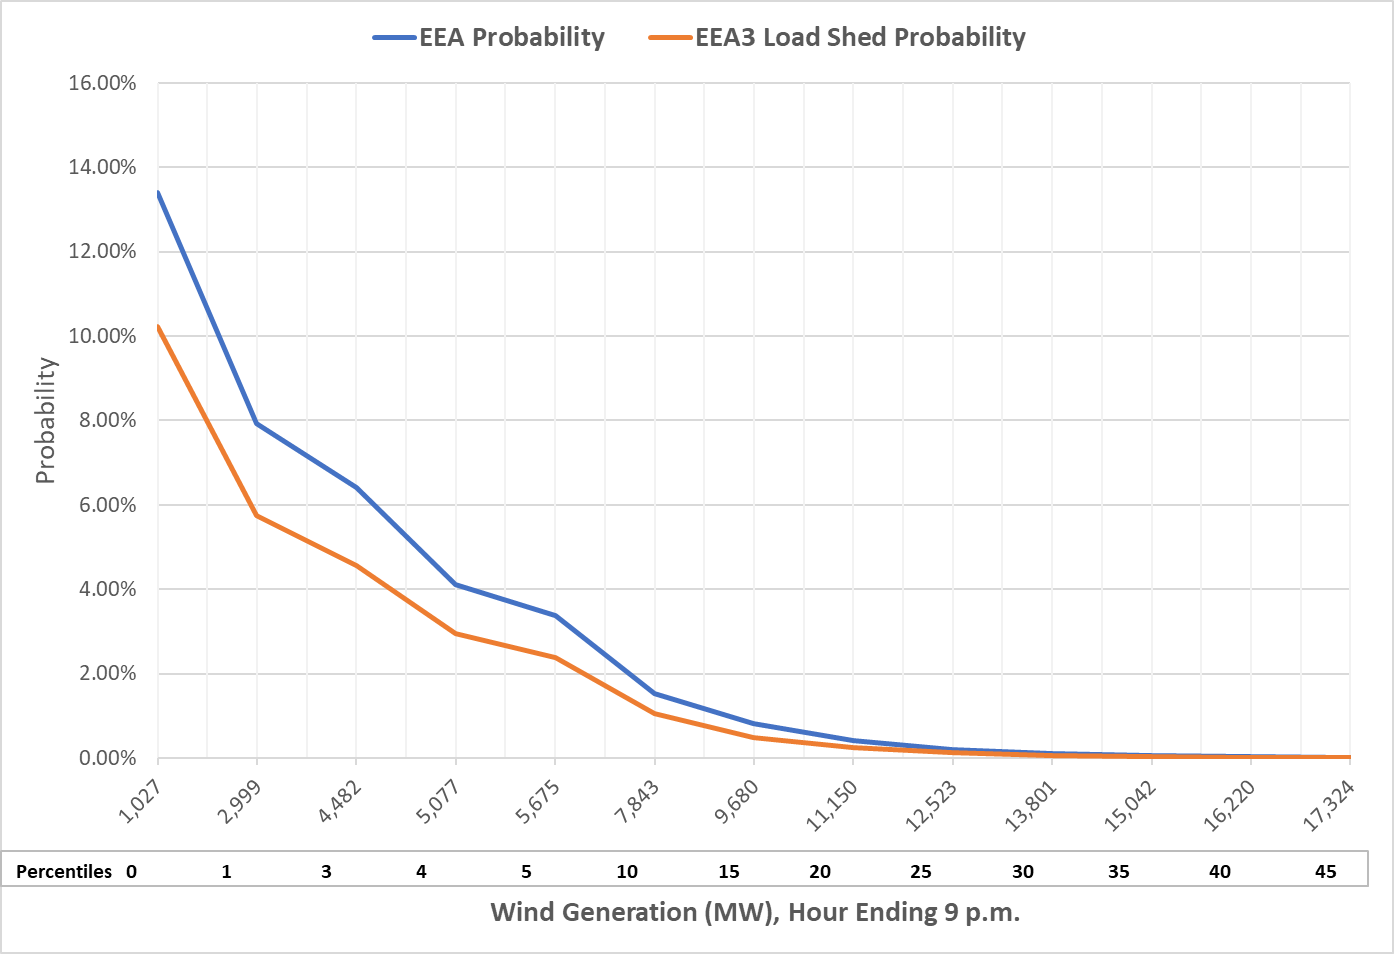 EEA Probability EEA3 Load Shed Probability
16.00%
14.00%
12.00%
10.00%
8.00%
6.00%
4.00%
2.00%
0.00%
Probability
1,027 2,999 4,482 5,077 5,675 7,843 9,680 11,150 12,523 13,801 15,042 16,220 17,324
Percentiles 0 1 3 4 5 10 15 20 25 30 35 40 45
Wind Generation (MW), Hour Ending 9 p.m.